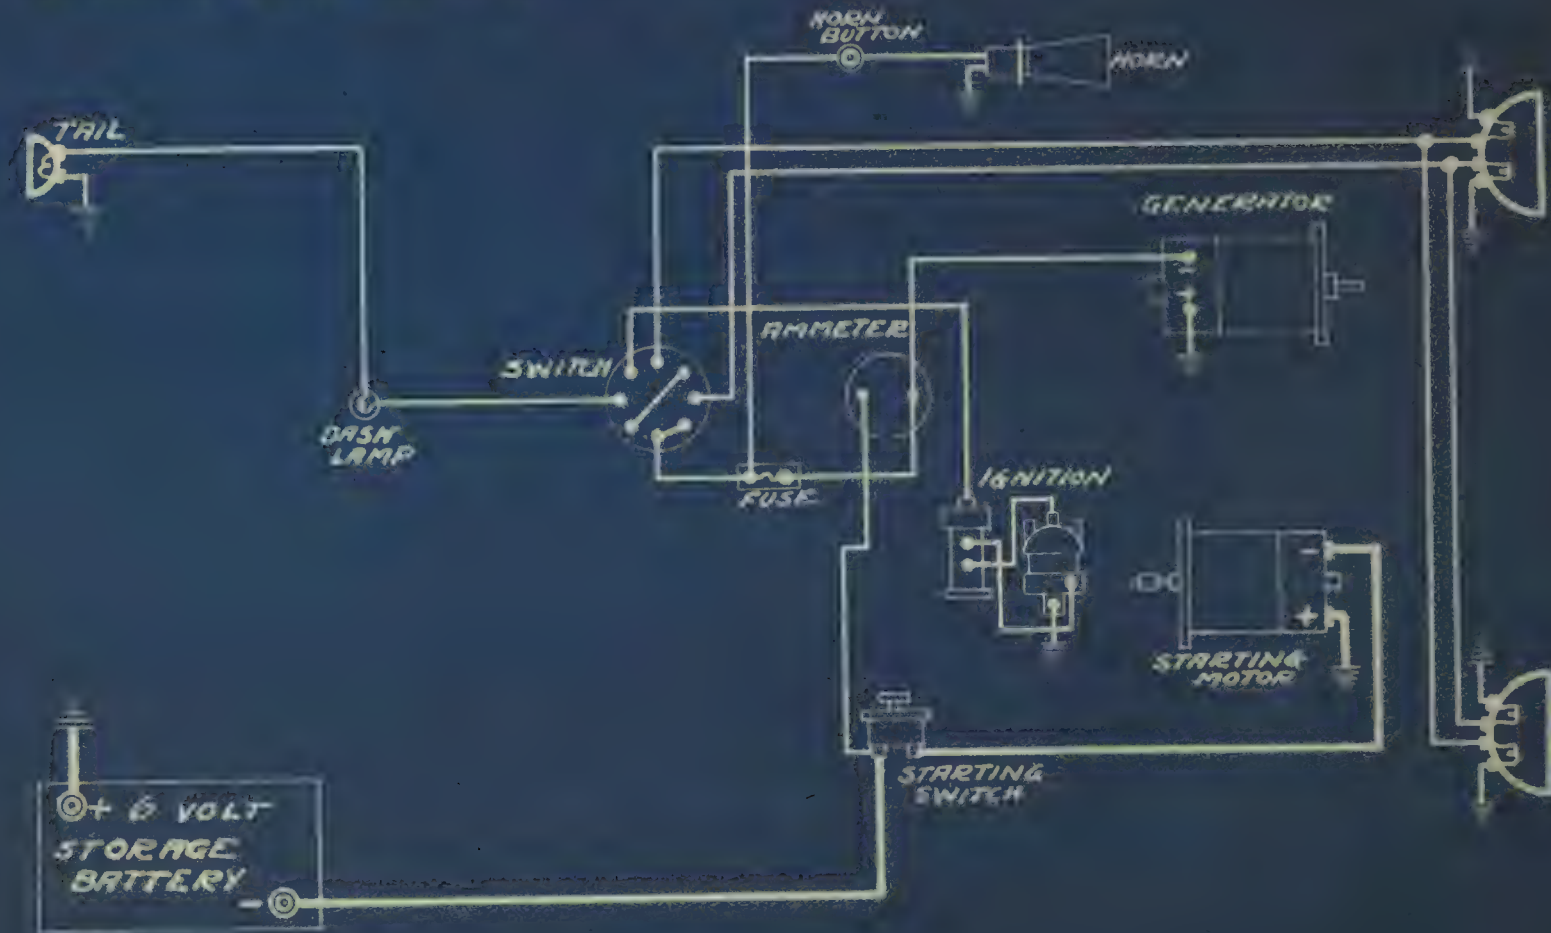 HORN
BUTTON
HORN
TAIL
GENERATOR
AMMETER
SWITCH
DASH
LAMP
FUSE
IGNITION
-
+
STARTING
MOTOR
STARTING
SWITCH
+ 6 VOLT
STORAGE
BATTERY
-